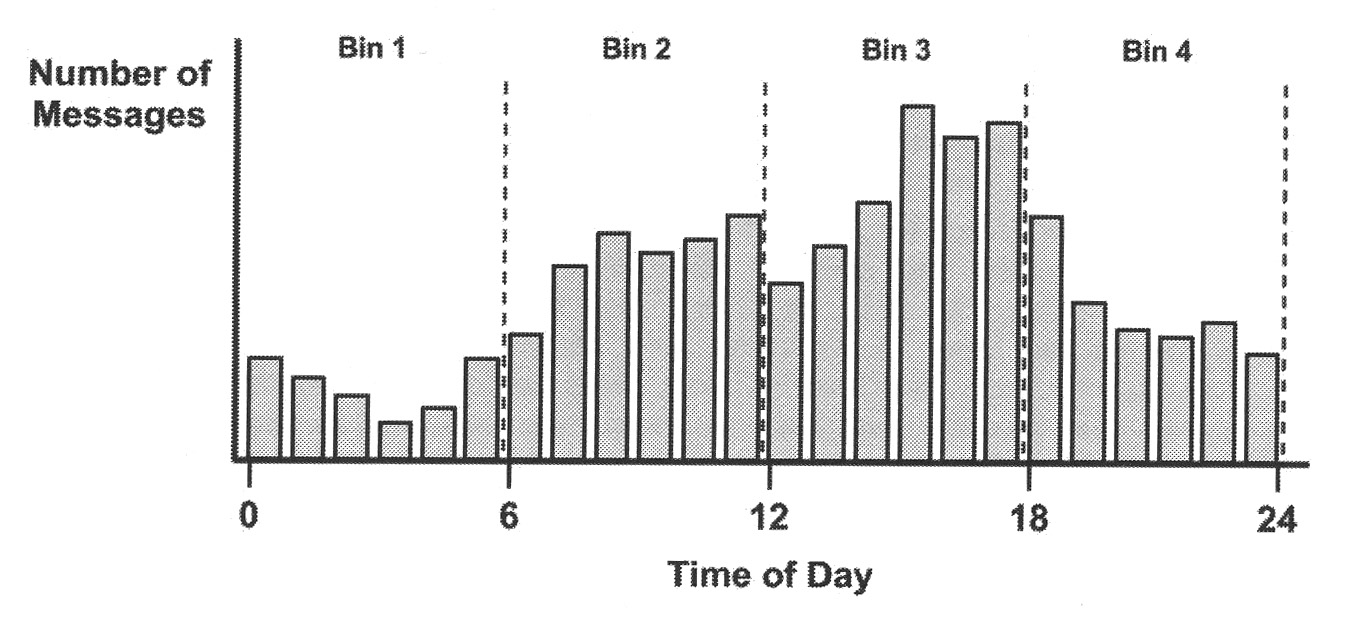 Bin 1
Bin 2
Bin 3
Bin 4
Number of
Messages
0
6
12
18
24
Time of Day